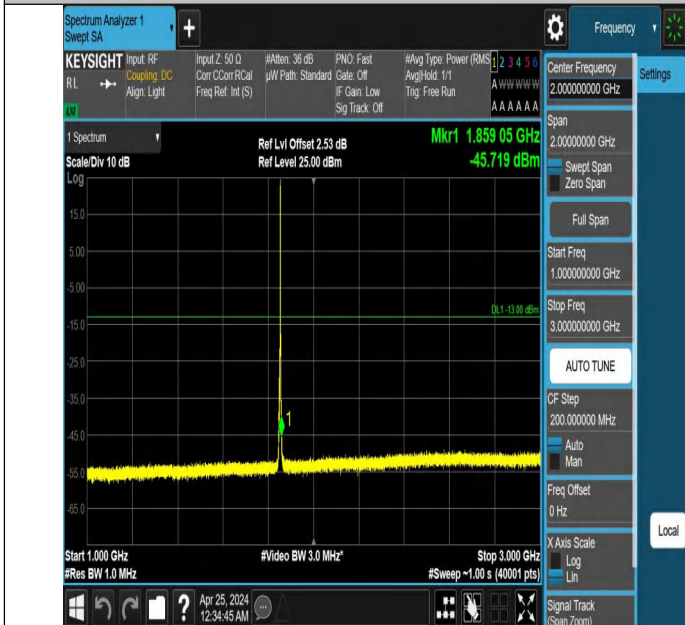 Spectrum Analyzer 1
Swept SA
Frequency
KEYSIGHT
RL
Input: RF
Coupling: DC
Align: Light
Input Z: 50 Ω
Corr CCorr RCal
Freq Ref: Int (S)
#Atten: 36 dB
µW Path: Standard
PNO: Fast
Gate: Off
IF Gain: Low
Sig Track: Off
#Avg Type: Power (RMS
Avg|Hold: 1/1
Trig: Free Run
1 2 3 4 5 6
A W W W W W
A A A A A A
Center Frequency
2.000000000 GHz
Settings
1 Spectrum
Scale/Div 10 dB
Log
Ref Lvl Offset 2.53 dB
Ref Level 25.00 dBm
Mkr1 1.859 05 GHz
-45.719 dBm
Span
2.00000000 GHz
Swept Span
Zero Span
Full Span
Start Freq
1.000000000 GHz
Stop Freq
3.000000000 GHz
AUTO TUNE
CF Step
200.000000 MHz
Auto
Man
Freq Offset
0 Hz
X Axis Scale
Log
Lin
Local
Signal Track
(Span Zoom)
15.0
5.00
-5.00
DL1 -13.00 dBm
-15.0
-25.0
-35.0
1
-45.0
-55.0
-65.0
Start 1.000 GHz
#Res BW 1.0 MHz
#Video BW 3.0 MHz*
Stop 3.000 GHz
#Sweep ~1.00 s (40001 pts)
?
Apr 25, 2024
12:34:45 AM